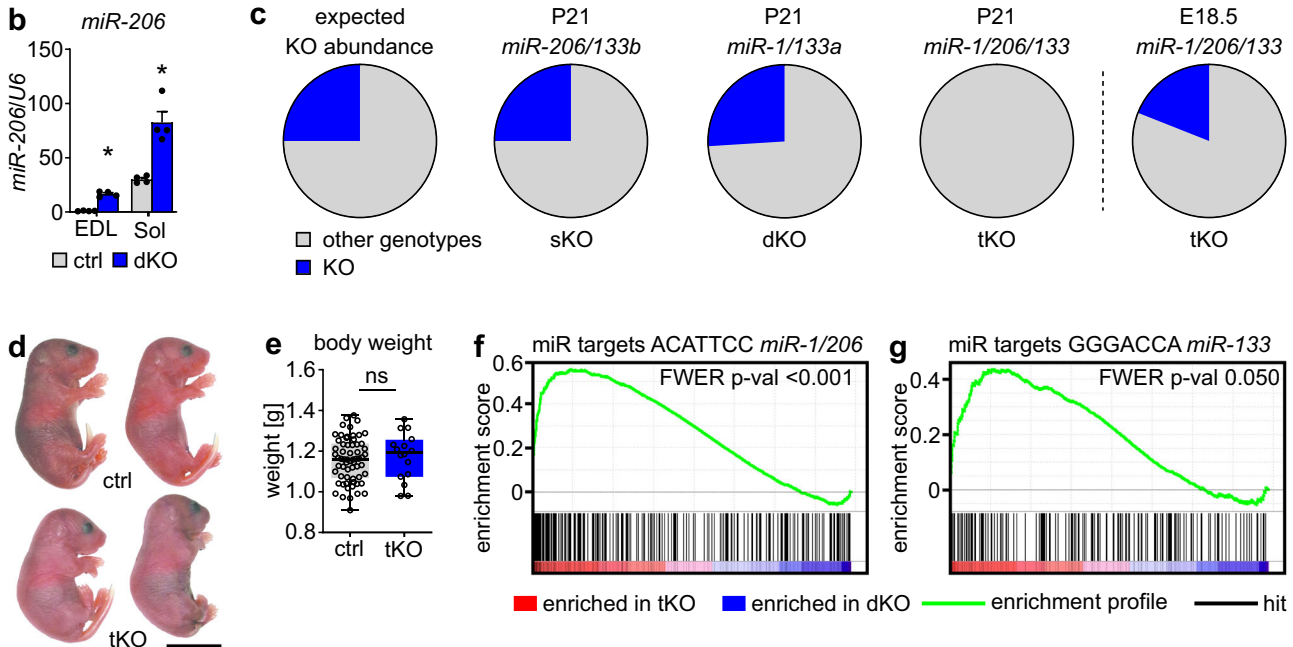 b
miR-206
miR-206/U6
150
100
50
0
*
*
EDL Sol
ctrl dKO
c
expected
KO abundance
P21
miR-206/133b
sKO
P21
miR-1/133a
dKO
P21
miR-1/206/133
tKO
E18.5
miR-1/206/133
tKO
other genotypes
KO
d
ctrl
tKO
e
body weight
ns
weight [g]
1.6
1.4
1.2
1.0
0.8
ctrl tKO
f
miR targets ACATTCC miR-1/206
FWER p-val <0.001
enrichment score
0.6
0.4
0.2
0
g
miR targets GGGACCA miR-133
FWER p-val 0.050
enrichment score
0.4
0.2
0
enriched in tKO enriched in dKO enrichment profile hit